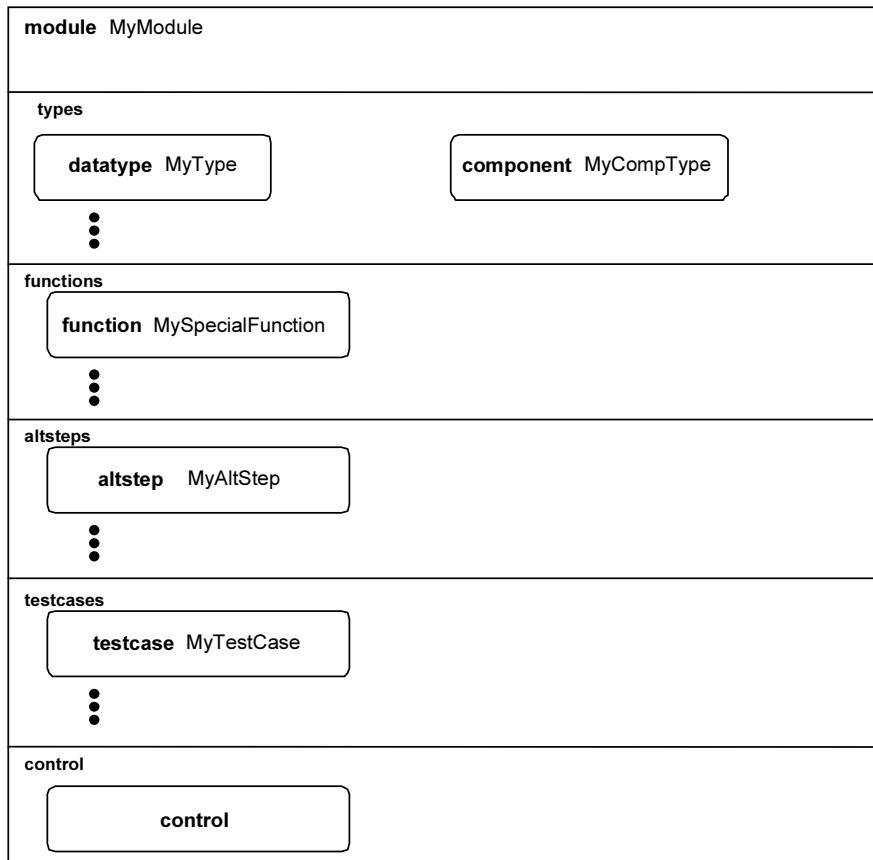 module MyModule
types
datatype MyType component MyCompType
functions
function MySpecialFunction
altsteps
altstep MyAltStep
testcases
testcase MyTestCase
control
control